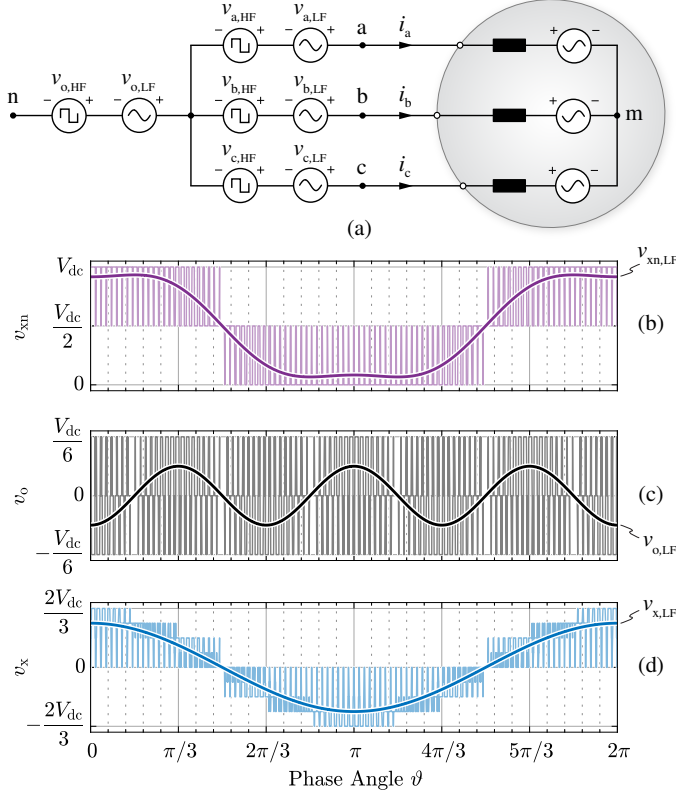 v_a,HF v_a,LF a i_a
n v_o,HF v_o,LF
v_b,HF v_b,LF b i_b m
v_c,HF v_c,LF c i_c
− + − + + −
− + − +
− + − + + −
− + − + + −
(a)
V_dc
V_dc/2
0
v_xn
v_xn,LF
(b)
V_dc/6
0
−V_dc/6
v_o
(c)
v_o,LF
2V_dc/3
0
−2V_dc/3
v_x
v_x,LF
(d)
0 π/3 2π/3 π 4π/3 5π/3 2π
Phase Angle ϑ